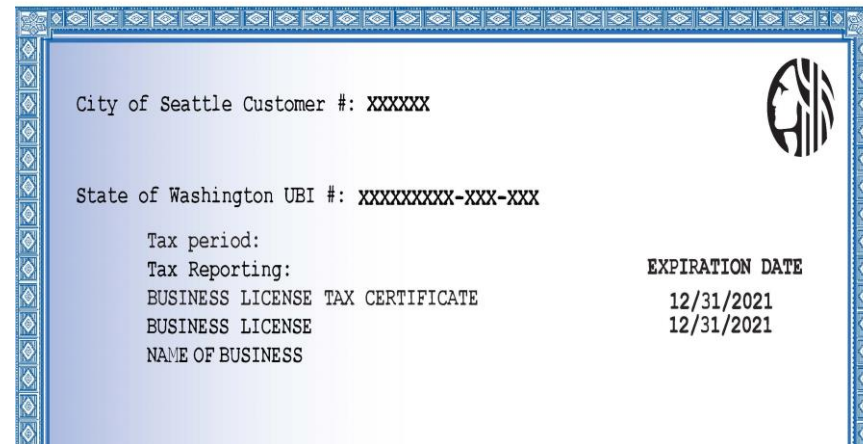 City of Seattle Customer #: XXXXXX
State of Washington UBI #: XXXXXXXXX-XXX-XXX
Tax period:
Tax Reporting: EXPIRATION DATE
BUSINESS LICENSE TAX CERTIFICATE 12/31/2021
BUSINESS LICENSE 12/31/2021
NAME OF BUSINESS